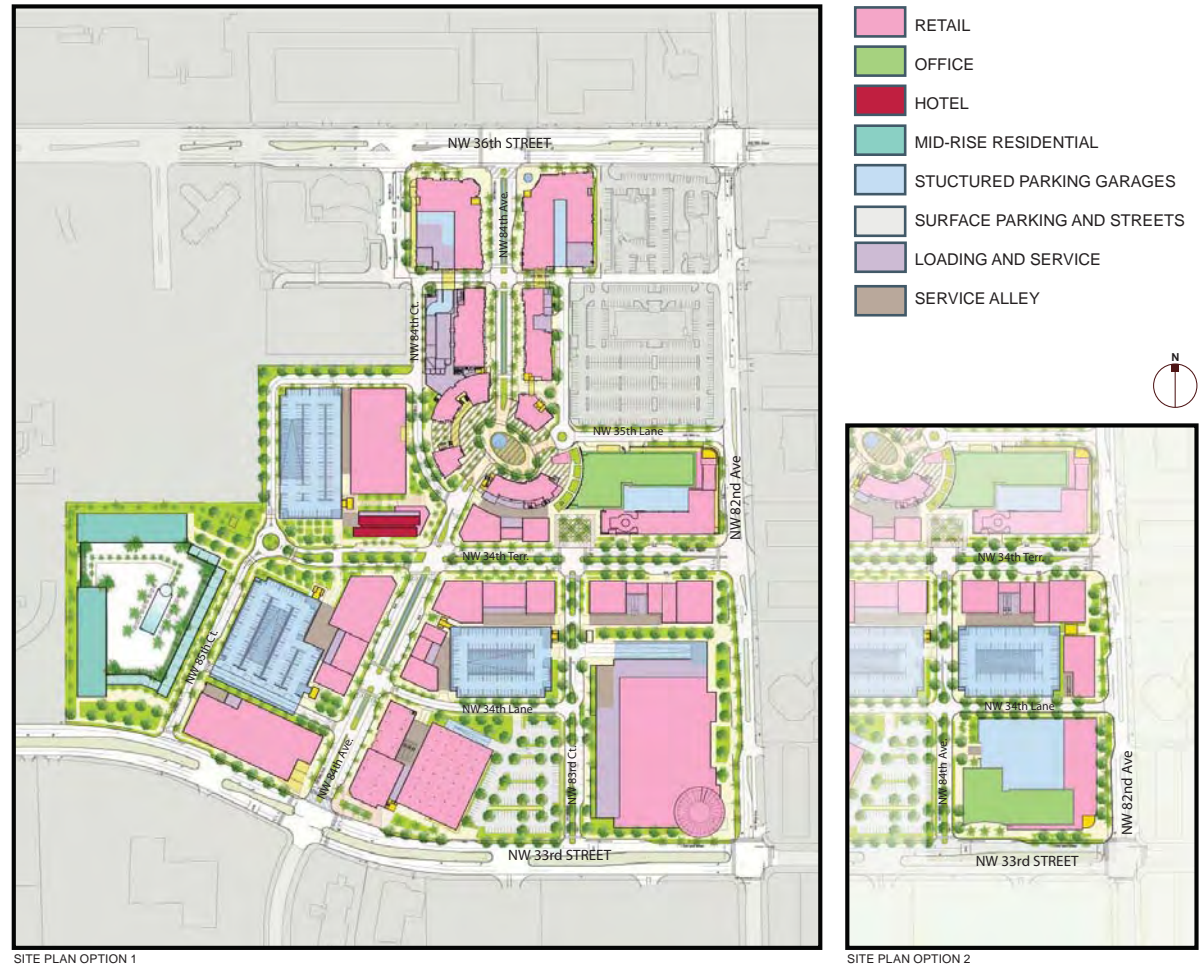 RETAIL
OFFICE
HOTEL
MID-RISE RESIDENTIAL
STUCTURED PARKING GARAGES
SURFACE PARKING AND STREETS
LOADING AND SERVICE
SERVICE ALLEY
N
NW 36th STREET
NW 84th Ave.
NW 84th Ct.
NW 35th Lane
NW 82nd Ave
NW 34th Terr.
NW 85th Ct.
NW 34th Lane
NW 84th Ave.
NW 83rd Ct.
NW 33rd STREET
SITE PLAN OPTION 1
NW 34th Terr.
NW 34th Lane
NW 84th Ave.
NW 82nd Ave
NW 33rd STREET
SITE PLAN OPTION 2